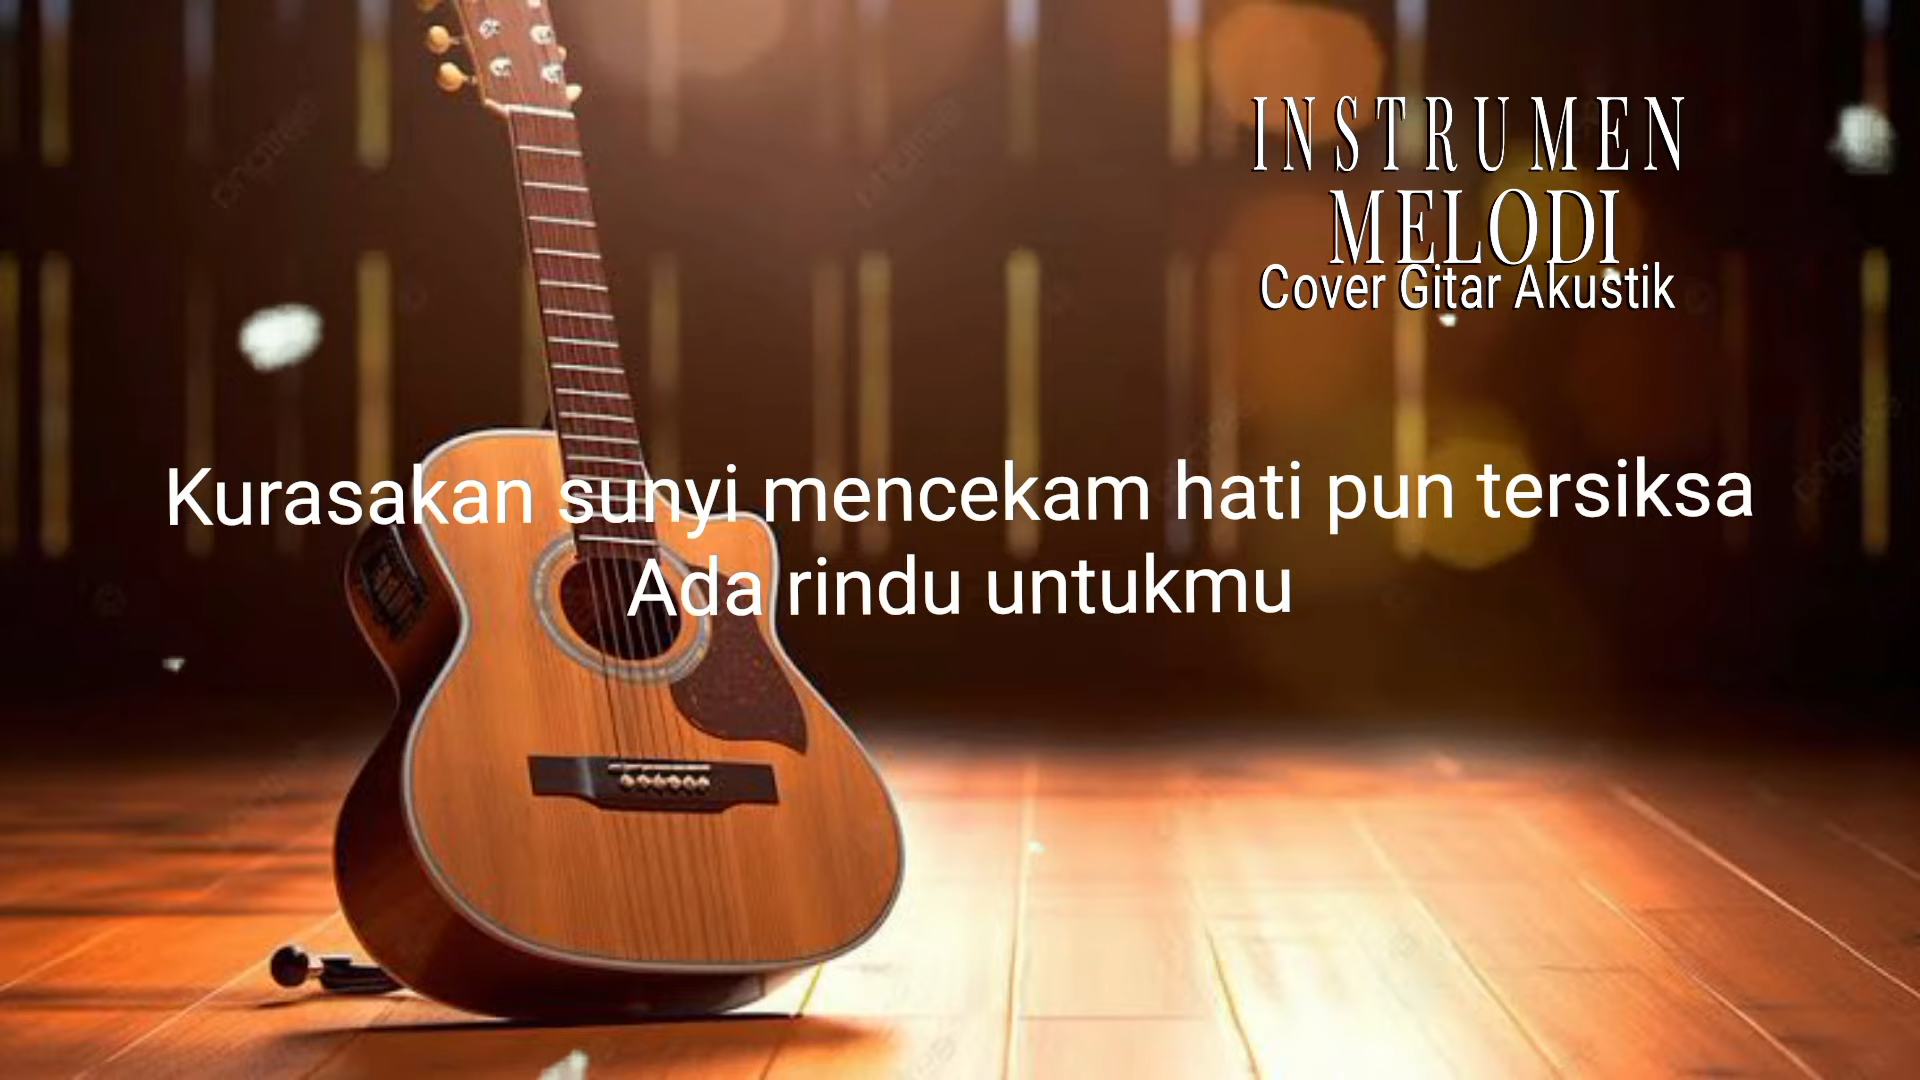 INSTRUMEN
MELODI
Cover Gitar Akustik
Kurasakan sunyi mencekam hati pun tersiksa
Ada rindu untukmu